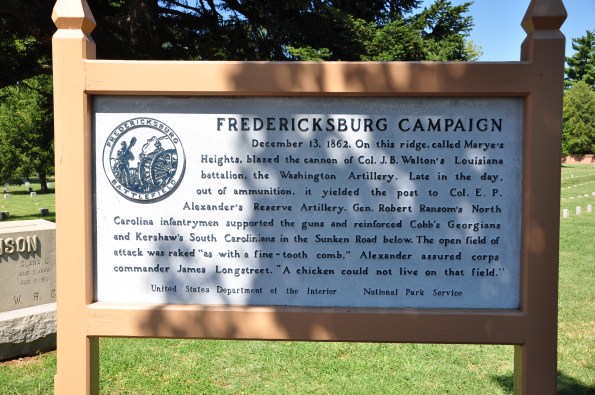 FREDERICKSBURG CAMPAIGN
FREDERICKSBURG
BATTLEFIELD
December 13, 1862. On this ridge, called Marye's
Heights, blazed the cannon of Col. J. B. Walton's Louisiana
battalion, the Washington Artillery. Late in the day,
out of ammunition, it yielded the post to Col. E. P.
Alexander's Reserve Artillery. Gen. Robert Ransom's North
Carolina infantrymen supported the guns and reinforced Cobb's Georgians
and Kershaw's South Carolinians in the Sunken Road below. The open field of
attack was raked "as with a fine-tooth comb," Alexander assured corps
commander James Longstreet. "A chicken could not live on that field."
United States Department of the Interior National Park Service
NSON
CLARA